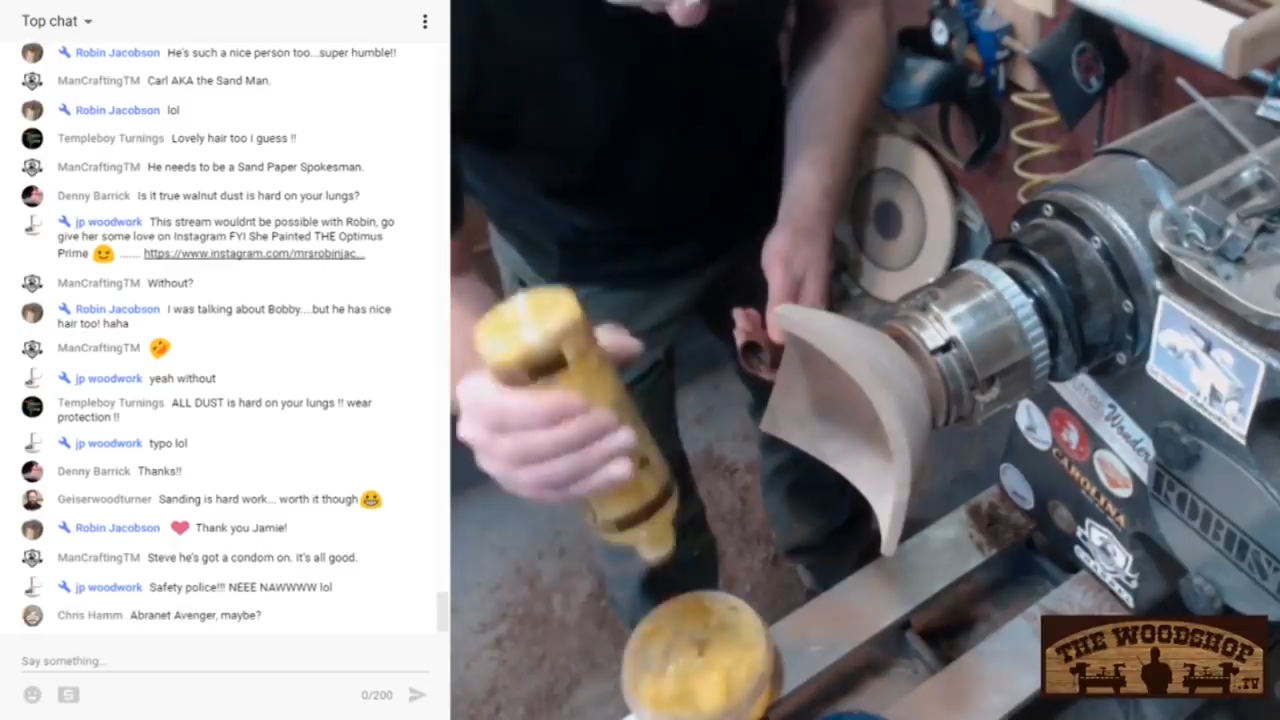 Top chat
Robin Jacobson He's such a nice person too...super humble!!
ManCraftingTM Carl AKA the Sand Man.
Robin Jacobson lol
Templeboy Turnings Lovely hair too I guess !!
ManCraftingTM He needs to be a Sand Paper Spokesman.
Denny Barrick Is it true walnut dust is hard on your lungs?
jp woodwork This stream wouldnt be possible with Robin, go
give her some love on Instagram FYI She Painted THE Optimus
Prime 😉 ....... https://www.instagram.com/mrsrobinjac...
ManCraftingTM Without?
Robin Jacobson I was talking about Bobby....but he has nice
hair too! haha
ManCraftingTM 🤣
jp woodwork yeah without
Templeboy Turnings ALL DUST is hard on your lungs !! wear
protection !!
jp woodwork typo lol
Denny Barrick Thanks!!
Geiserwoodturner Sanding is hard work... worth it though 😀
Robin Jacobson ❤ Thank you Jamie!
ManCraftingTM Steve he's got a condom on. It's all good.
jp woodwork Safety police!!! NEEE NAWWWW lol
Chris Hamm Abranet Avenger, maybe?
Say something...
0/200
Wonder
CAROLINA
ROBUST
THE WOODSHOP
.TV